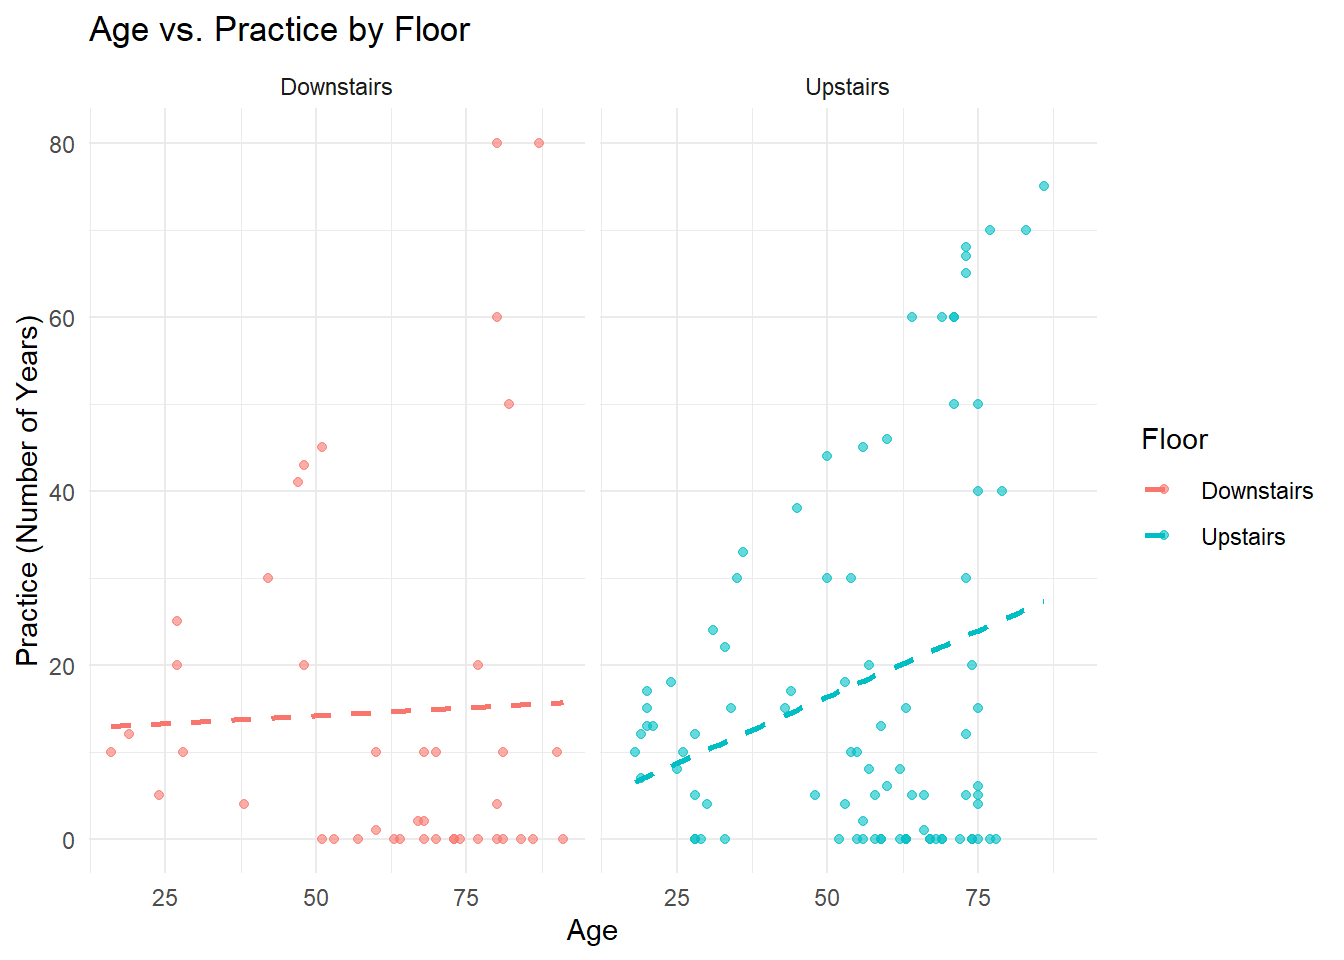 Age vs. Practice by Floor
Downstairs
Upstairs
Practice (Number of Years)
80
60
40
20
0
25
50
75
25
50
75
Age
Floor
Downstairs
Upstairs